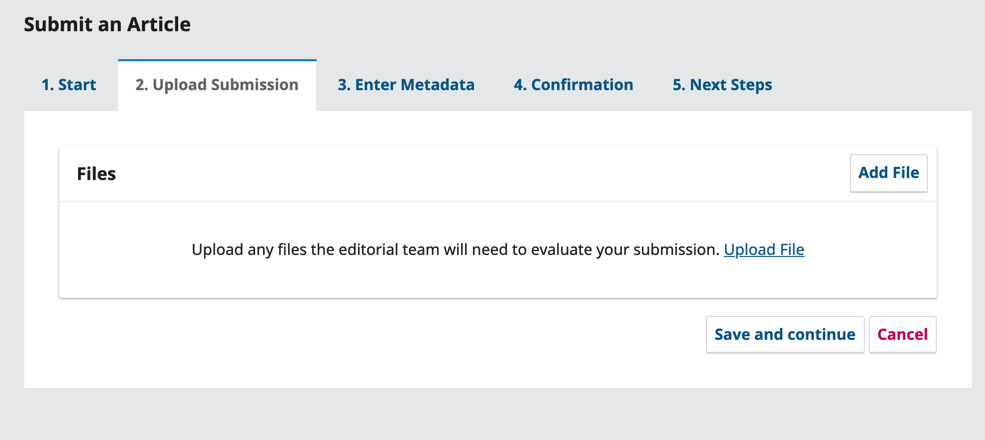 Submit an Article
1. Start 2. Upload Submission 3. Enter Metadata 4. Confirmation 5. Next Steps
Files Add File
Upload any files the editorial team will need to evaluate your submission. Upload File
Save and continue Cancel